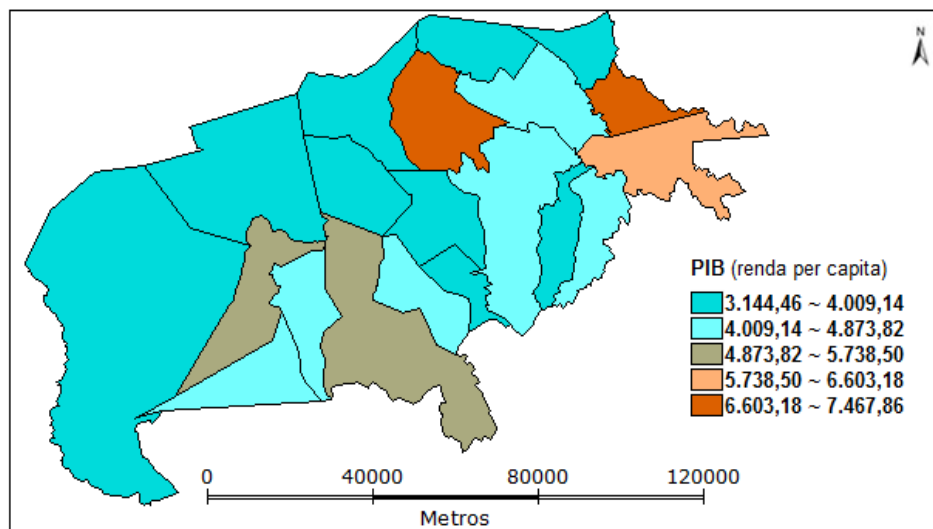 N
PIB (renda per capita)
3.144,46 ~ 4.009,14
4.009,14 ~ 4.873,82
4.873,82 ~ 5.738,50
5.738,50 ~ 6.603,18
6.603,18 ~ 7.467,86
0 40000 80000 120000
Metros